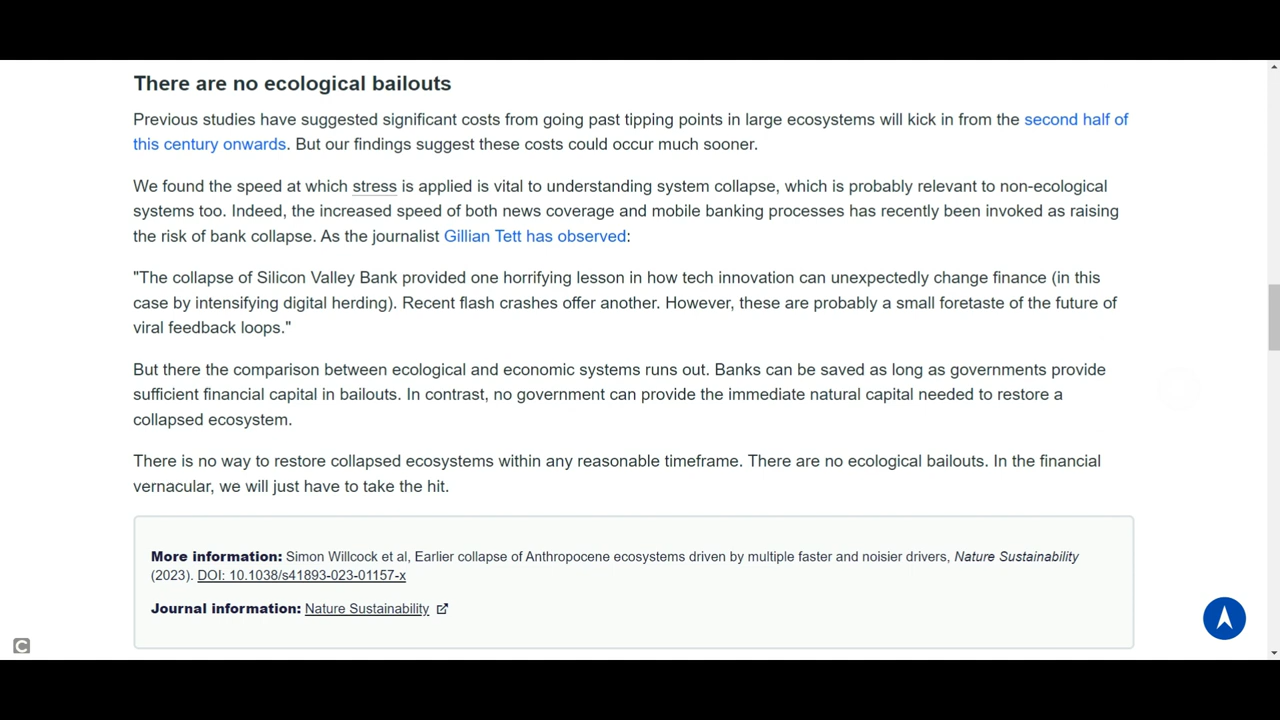 There are no ecological bailouts
Previous studies have suggested significant costs from going past tipping points in large ecosystems will kick in from the second half of
this century onwards. But our findings suggest these costs could occur much sooner.
We found the speed at which stress is applied is vital to understanding system collapse, which is probably relevant to non-ecological
systems too. Indeed, the increased speed of both news coverage and mobile banking processes has recently been invoked as raising
the risk of bank collapse. As the journalist Gillian Tett has observed:
"The collapse of Silicon Valley Bank provided one horrifying lesson in how tech innovation can unexpectedly change finance (in this
case by intensifying digital herding). Recent flash crashes offer another. However, these are probably a small foretaste of the future of
viral feedback loops."
But there the comparison between ecological and economic systems runs out. Banks can be saved as long as governments provide
sufficient financial capital in bailouts. In contrast, no government can provide the immediate natural capital needed to restore a
collapsed ecosystem.
There is no way to restore collapsed ecosystems within any reasonable timeframe. There are no ecological bailouts. In the financial
vernacular, we will just have to take the hit.
More information: Simon Willcock et al, Earlier collapse of Anthropocene ecosystems driven by multiple faster and noisier drivers, Nature Sustainability
(2023). DOI: 10.1038/s41893-023-01157-x
Journal information: Nature Sustainability
C